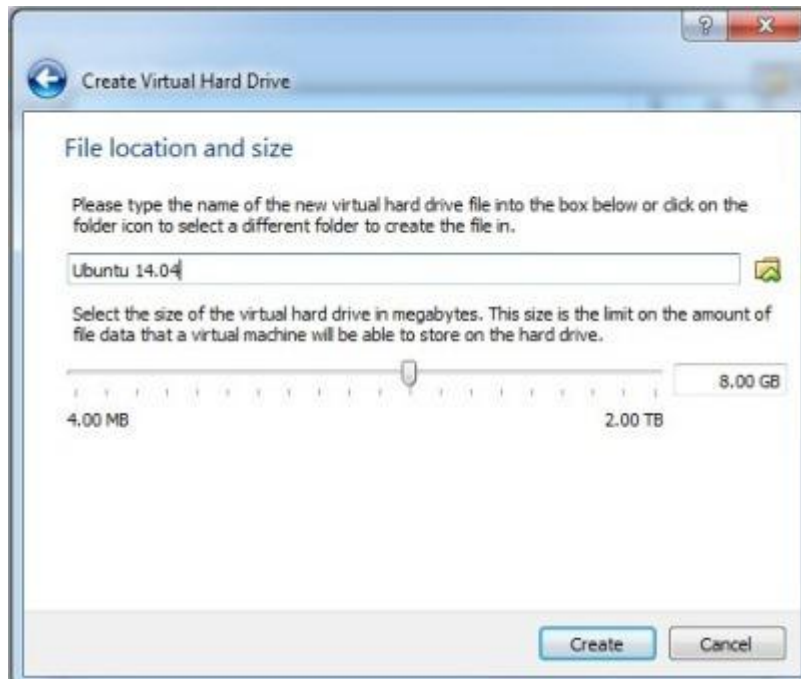 ?
Create Virtual Hard Drive
File location and size
Please type the name of the new virtual hard drive file into the box below or click on the
folder icon to select a different folder to create the file in.
Ubuntu 14.04
Select the size of the virtual hard drive in megabytes. This size is the limit on the amount of
file data that a virtual machine will be able to store on the hard drive.
8.00 GB
4.00 MB 2.00 TB
Create Cancel